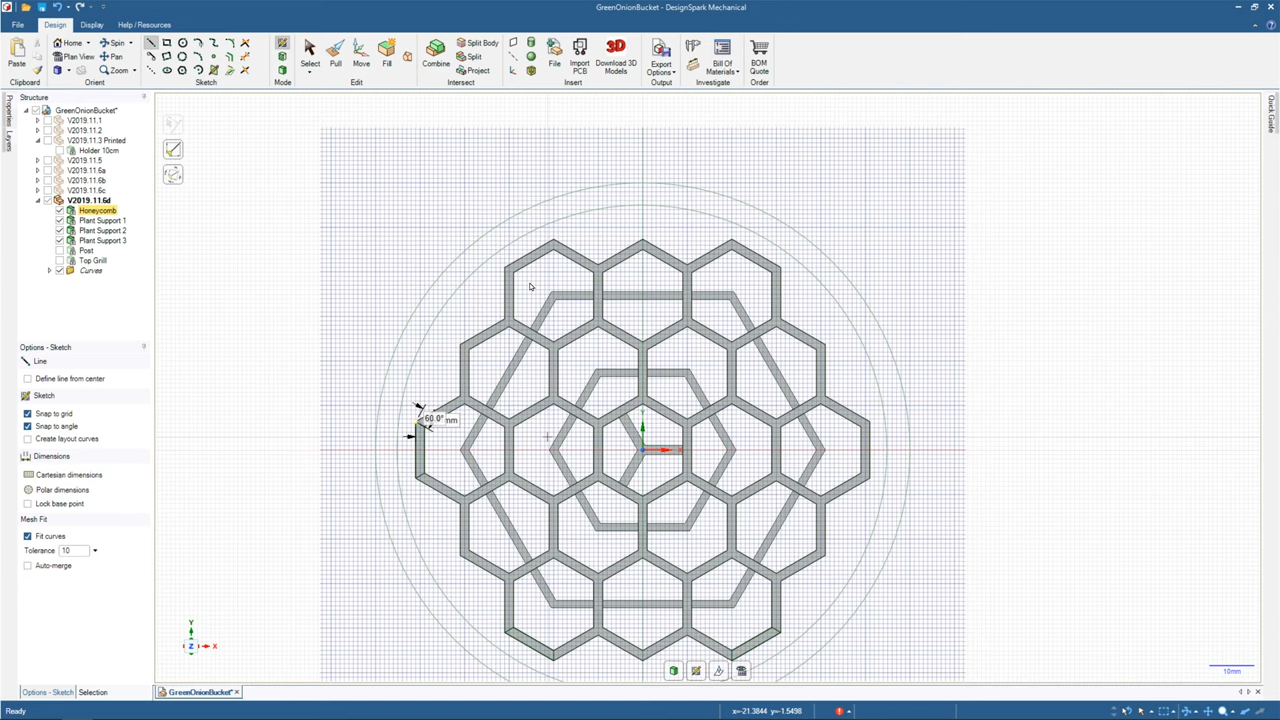 GreenOnionBucket - DesignSpark Mechanical
File Design Display Help / Resources
Paste
Home Spin
Plan View Pan
Zoom
Select Pull Move Fill
Combine
Split Body
Split
Project
File Import PCB
3D
Download 3D Models
Export Options
Bill Of Materials
BOM Quote
Clipboard Orient Sketch Mode Edit Intersect Insert Output Investigate Order
Properties
Layers
Quick Guide
Structure
GreenOnionBucket*
V2019.11.1
V2019.11.2
V2019.11.3 Printed
Holder 10cm
V2019.11.5
V2019.11.6a
V2019.11.6b
V2019.11.6c
V2019.11.6d
Honeycomb
Plant Support 1
Plant Support 2
Plant Support 3
Post
Top Grill
Curves
Options - Sketch
Line
Define line from center
Sketch
Snap to grid
Snap to angle
Create layout curves
Dimensions
Cartesian dimensions
Polar dimensions
Lock base point
Mesh Fit
Fit curves
Tolerance 10
Auto-merge
60.0° mm
Y
X
Y
Z X
10mm
Options - Sketch Selection
GreenOnionBucket*
Ready
x=-21.3844 y=-1.5498